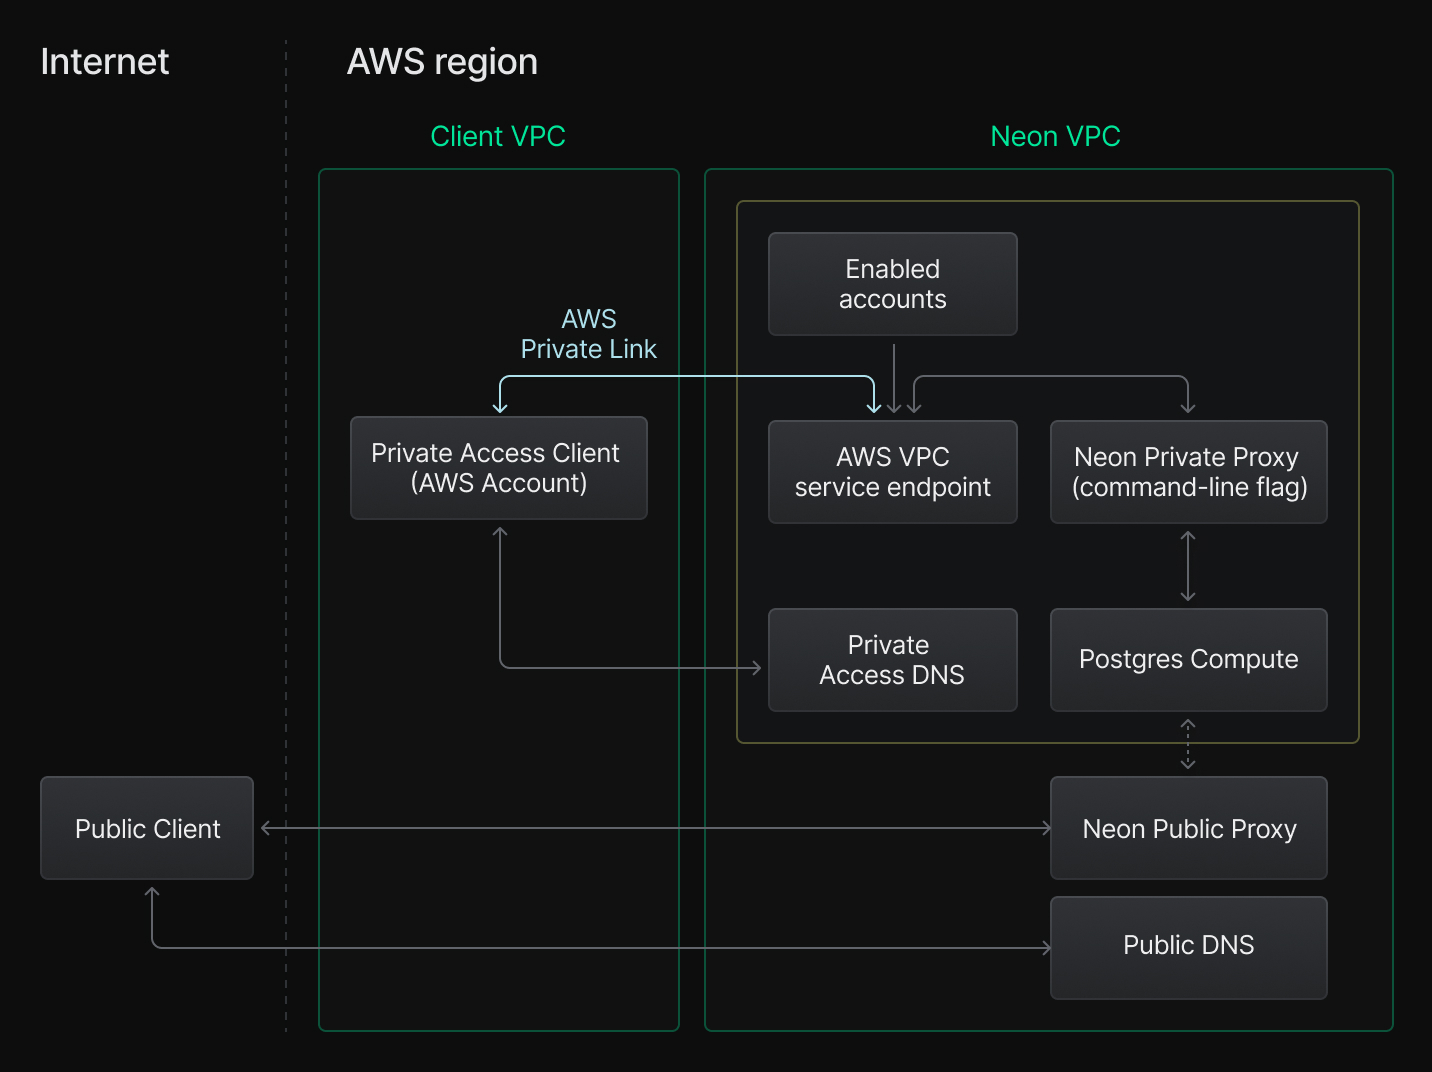 Internet
AWS region
Client VPC
Neon VPC
Enabled
accounts
AWS
Private Link
Private Access Client
(AWS Account)
AWS VPC
service endpoint
Neon Private Proxy
(command-line flag)
Private
Access DNS
Postgres Compute
Public Client
Neon Public Proxy
Public DNS